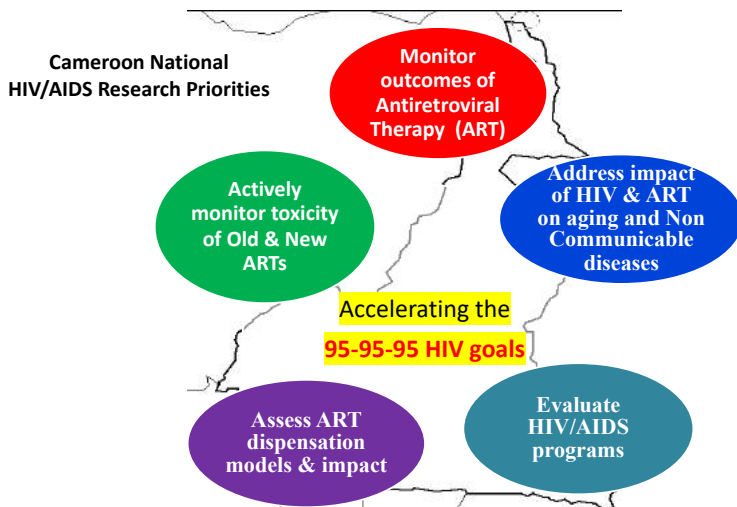 Cameroon National
HIV/AIDS Research Priorities
Monitor
outcomes of
Antiretroviral
Therapy (ART)
Actively
monitor toxicity
of Old & New
ARTs
Address impact
of HIV & ART
on aging and Non
Communicable
diseases
Accelerating the
95-95-95 HIV goals
Assess ART
dispensation
models & impact
Evaluate
HIV/AIDS
programs